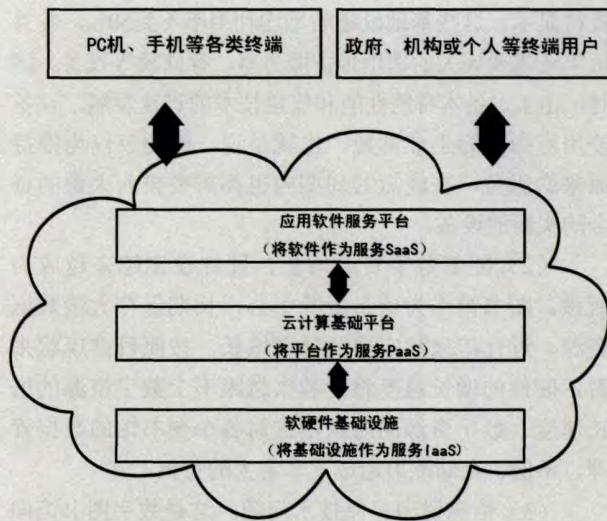 PC机、手机等各类终端
政府、机构或个人等终端用户
应用软件服务平台
(将软件作为服务SaaS)
云计算基础平台
(将平台作为服务PaaS)
软硬件基础设施
(将基础设施作为服务IaaS)